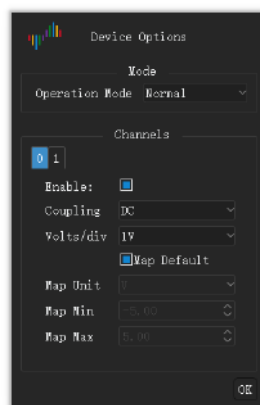 Device Options
Mode
Operation Mode Normal
Channels
0 1
Enable:
Coupling DC
Volts/div 1V
Map Default
Map Unit V
Map Min -5.00
Map Max 5.00
OK